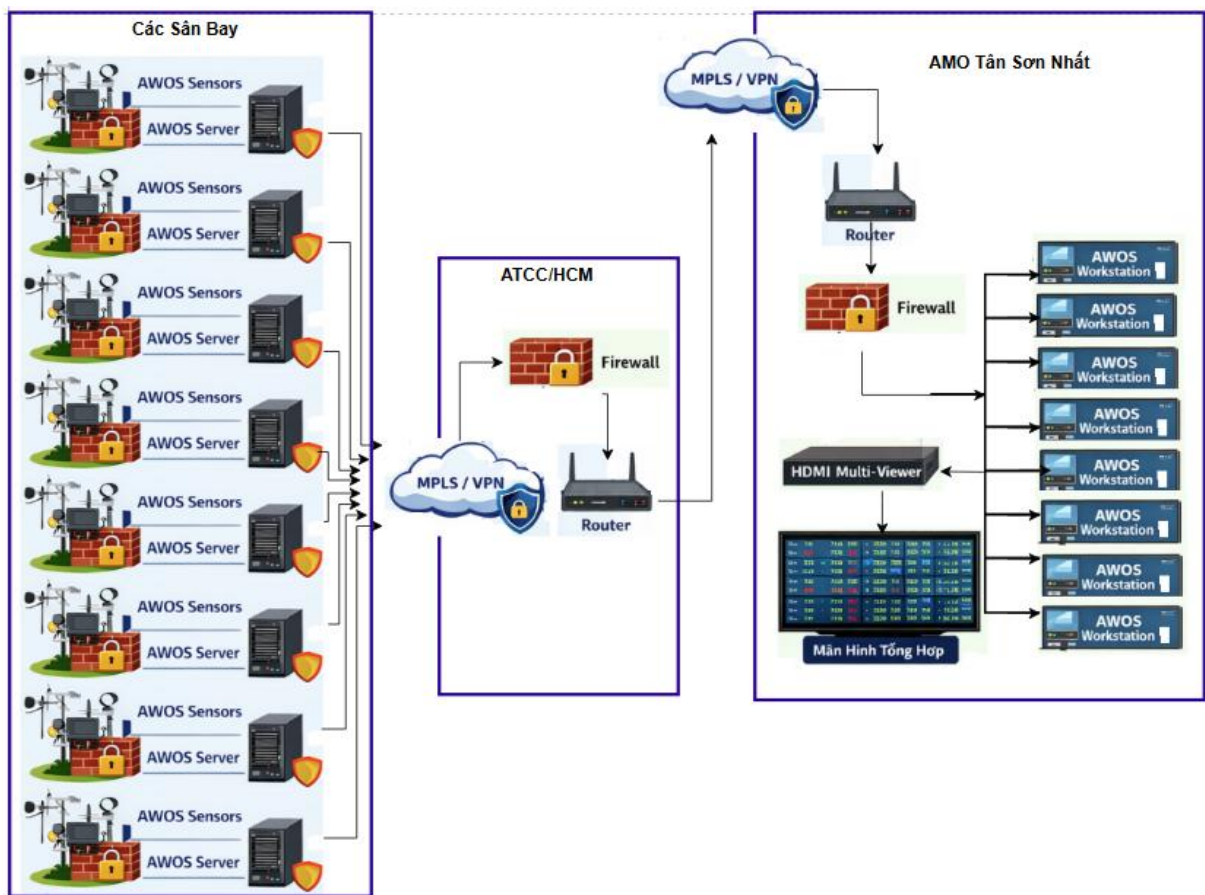 Các Sân Bay
AWOS Sensors
AWOS Server
AWOS Sensors
AWOS Server
AWOS Sensors
AWOS Server
AWOS Sensors
AWOS Server
AWOS Sensors
AWOS Server
AWOS Sensors
AWOS Server
AWOS Sensors
AWOS Server
AWOS Sensors
AWOS Server
ATCC/HCM
Firewall
MPLS / VPN
Router
MPLS / VPN
AMO Tân Sơn Nhất
Router
Firewall
HDMI Multi-Viewer
Màn Hình Tổng Hợp
AWOS
Workstation
AWOS
Workstation
AWOS
Workstation
AWOS
Workstation
AWOS
Workstation
AWOS
Workstation
AWOS
Workstation
AWOS
Workstation